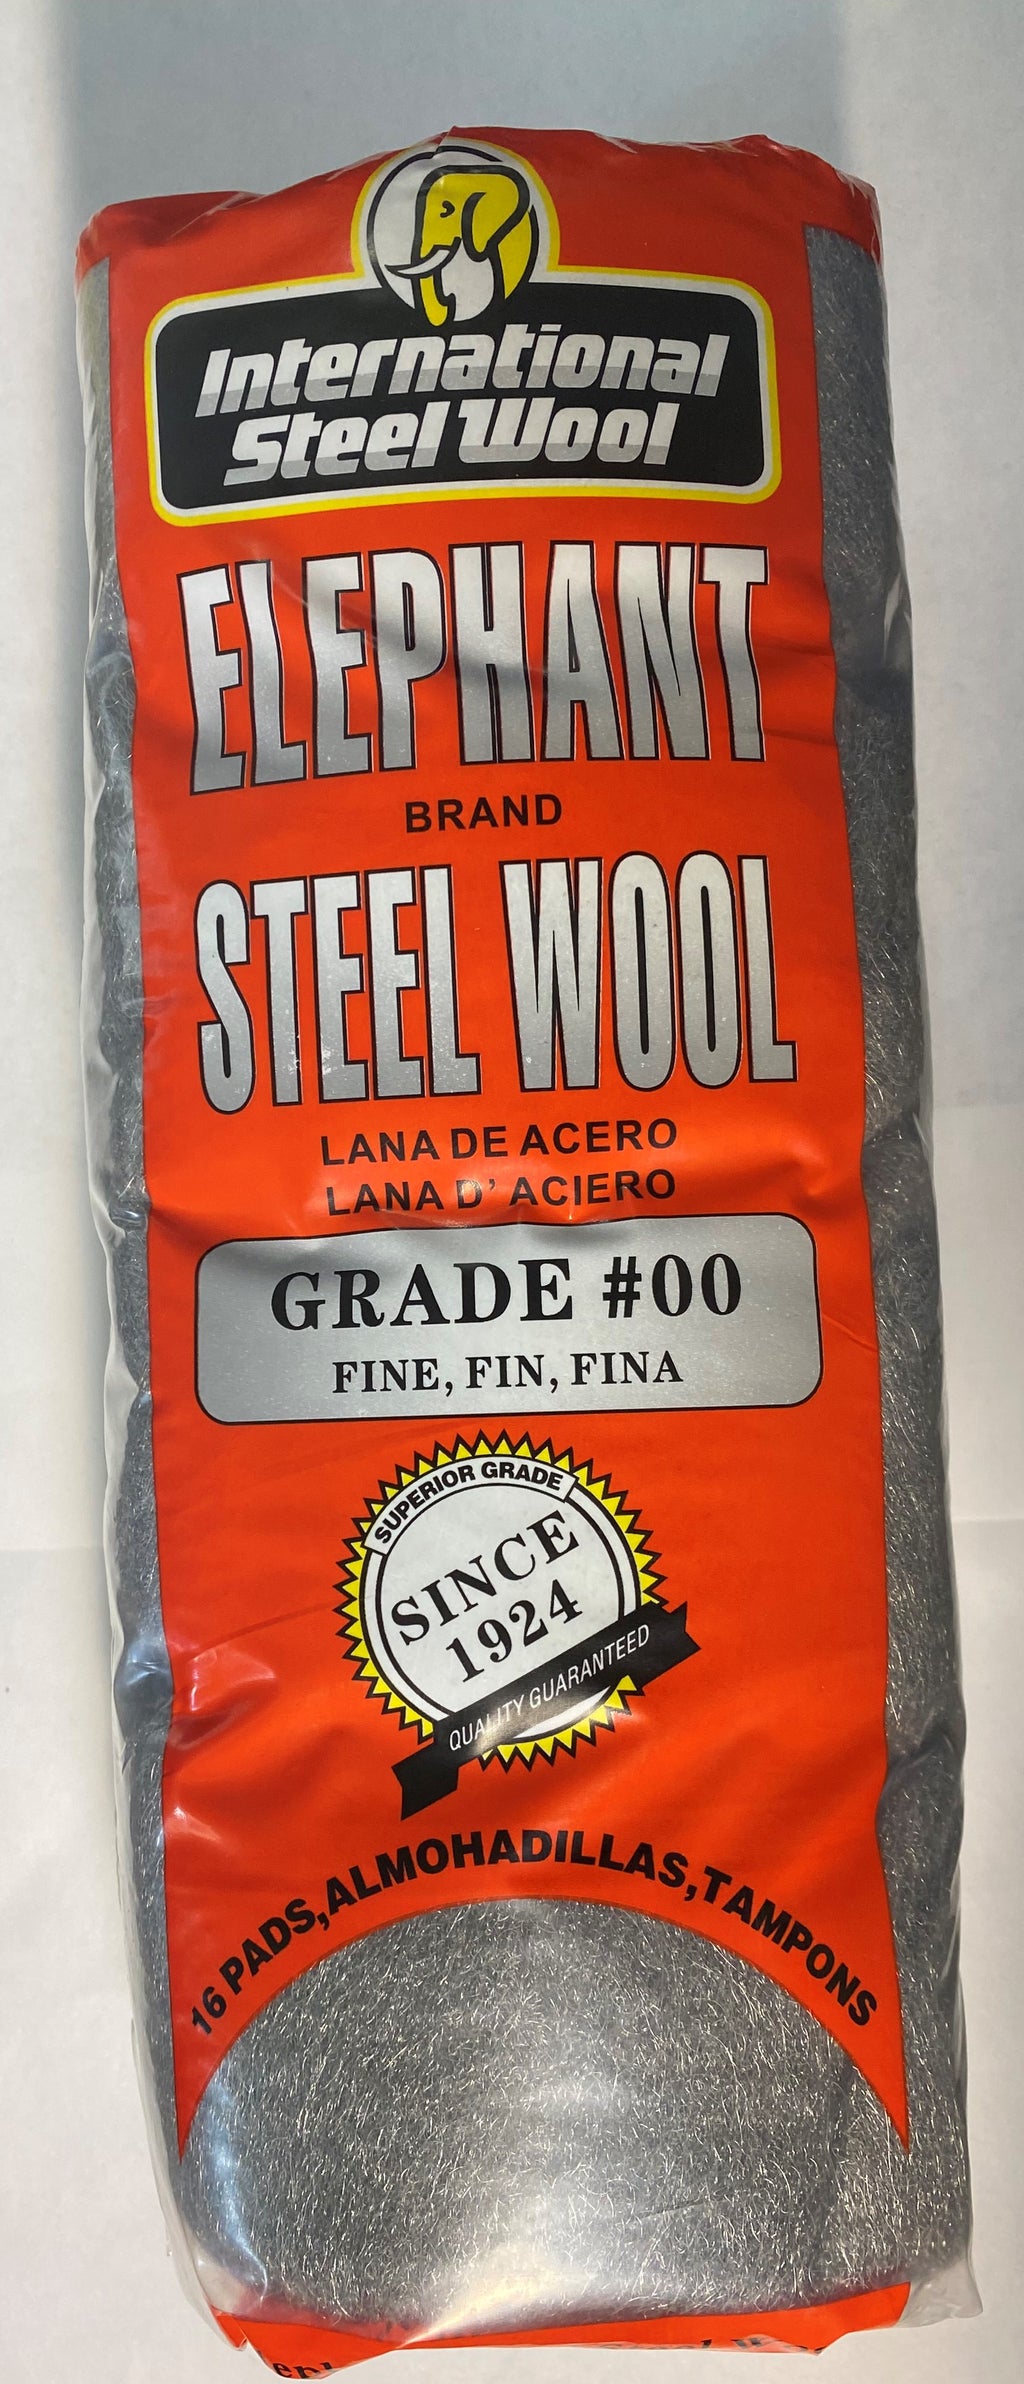 International
Steel Wool
ELEPHANT
BRAND
STEEL WOOL
LANA DE ACERO
LANA D' ACIERO
GRADE #00
FINE, FIN, FINA
SUPERIOR GRADE
SINCE
1924
QUALITY GUARANTEED
16 PADS, ALMOHADILLAS, TAMPONS